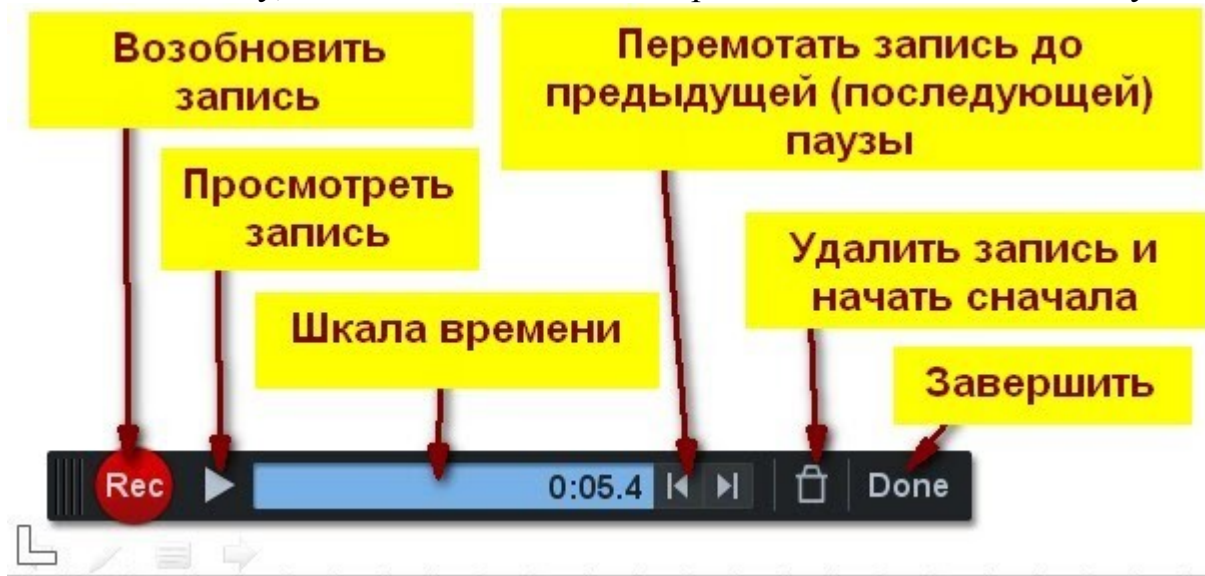 Возобновить
запись
Перемотать запись до
предыдущей (последующей)
паузы
Просмотреть
запись
Удалить запись и
начать сначала
Шкала времени
Завершить
Rec
0:05.4
Done